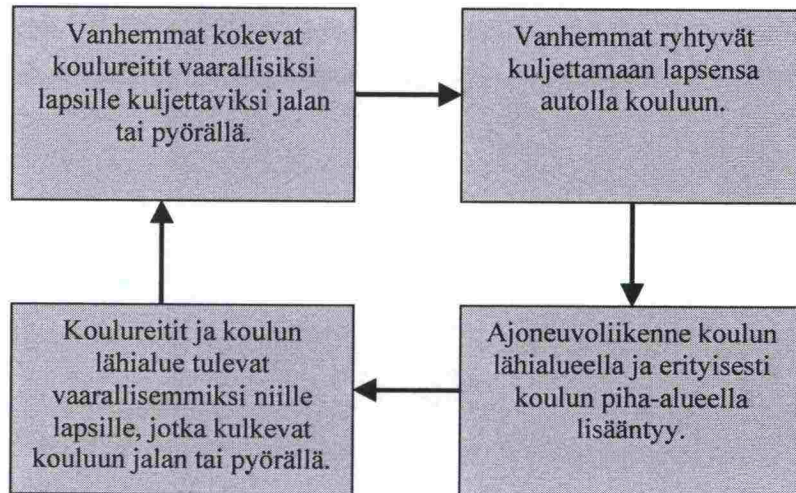 Vanhemmat kokevat
koulureitit vaarallisiksi
lapsille kuljettaviksi jalan
tai pyörällä.
Vanhemmat ryhtyvät
kuljettamaan lapsensa
autolla kouluun.
Ajoneuvoliikenne koulun
lähialueella ja erityisesti
koulun piha-alueella
lisääntyy.
Koulureitit ja koulun
lähialue tulevat
vaarallisemmiksi niille
lapsille, jotka kulkevat
kouluun jalan tai pyörällä.